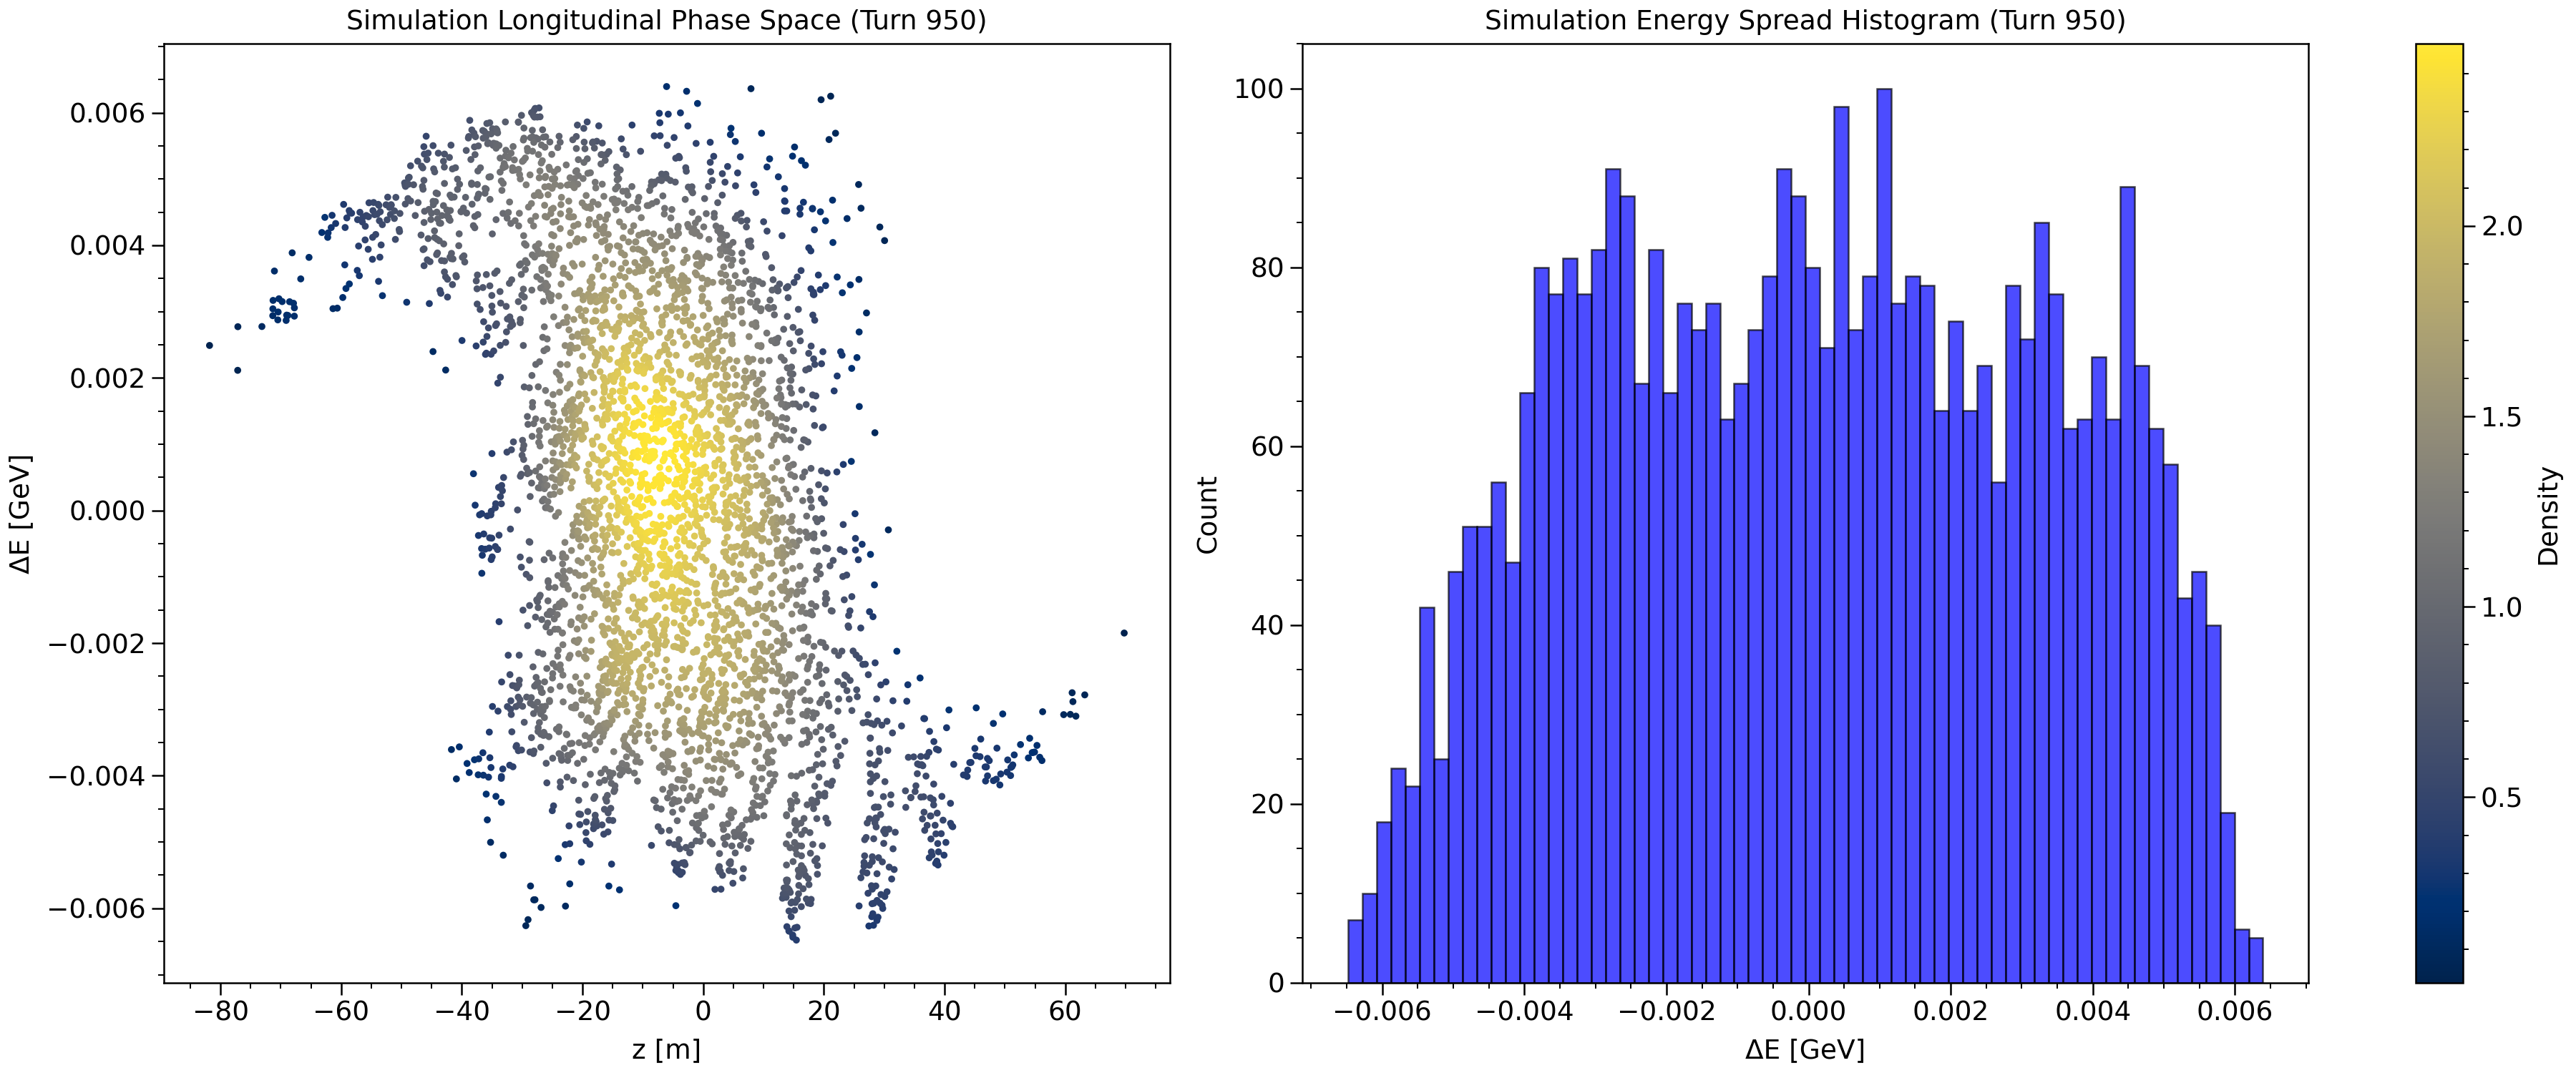 Simulation Longitudinal Phase Space (Turn 950)
0.006
0.004
0.002
0.000
−0.002
−0.004
−0.006
ΔE [GeV]
−80 −60 −40 −20 0 20 40 60
z [m]
Simulation Energy Spread Histogram (Turn 950)
100
80
60
40
20
0
Count
−0.006 −0.004 −0.002 0.000 0.002 0.004 0.006
ΔE [GeV]
2.0
1.5
1.0
0.5
Density